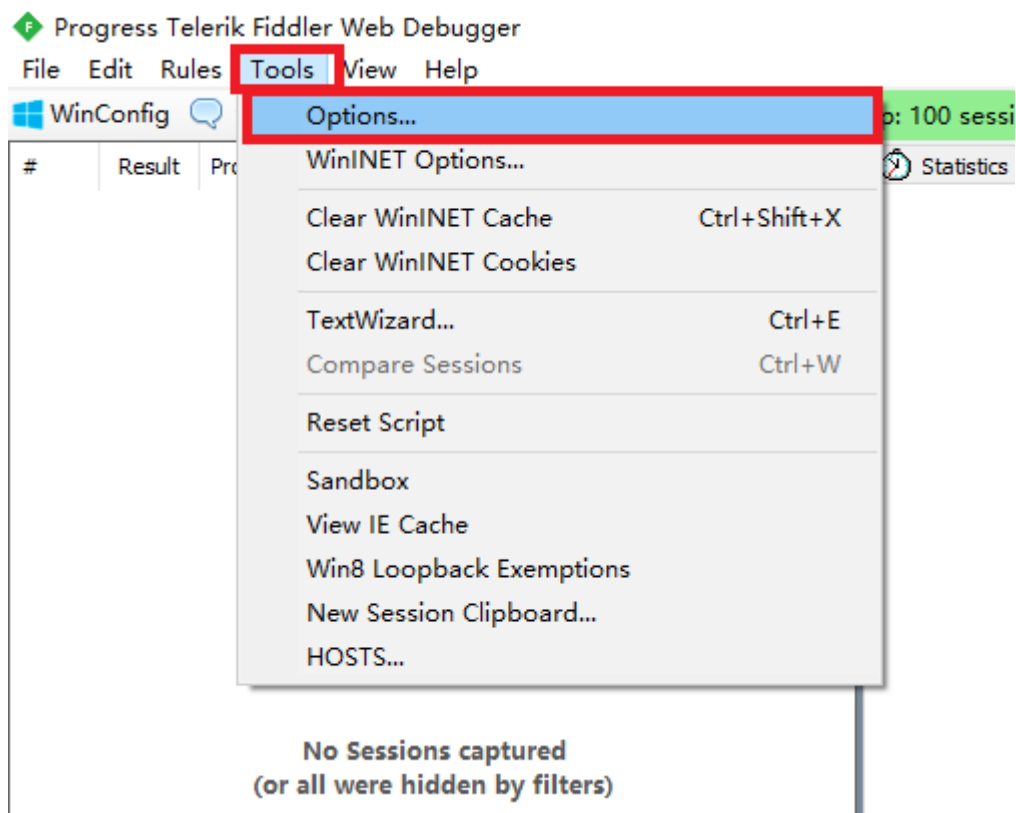 Progress Telerik Fiddler Web Debugger
File Edit Rules Tools View Help
WinConfig
: 100 sessi
# Result Pro
Statistics
Options...
WinINET Options...
Clear WinINET Cache Ctrl+Shift+X
Clear WinINET Cookies
TextWizard... Ctrl+E
Compare Sessions Ctrl+W
Reset Script
Sandbox
View IE Cache
Win8 Loopback Exemptions
New Session Clipboard...
HOSTS...
No Sessions captured
(or all were hidden by filters)